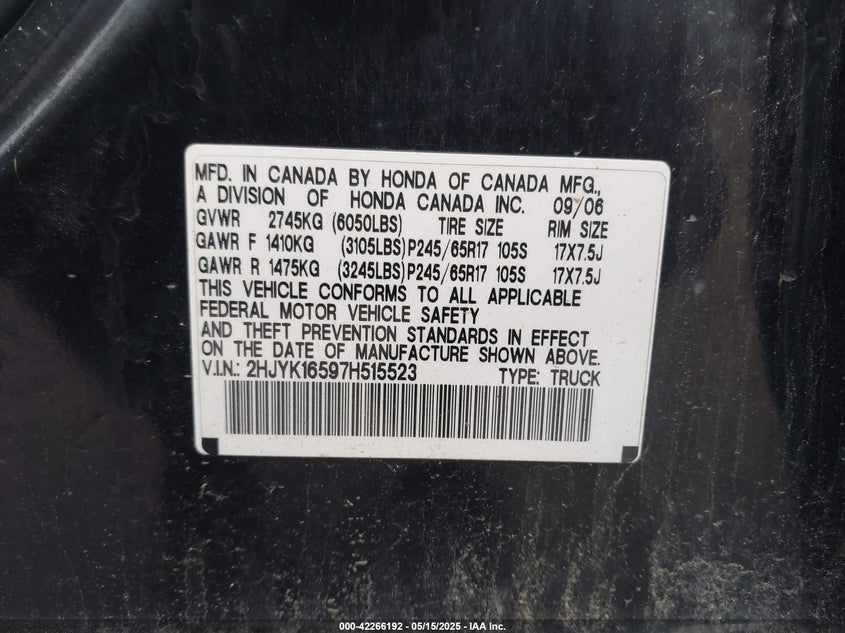 MFD. IN CANADA BY HONDA OF CANADA MFG.,
A DIVISION OF HONDA CANADA INC. 09/06
GVWR 2745KG (6050LBS) TIRE SIZE RIM SIZE
GAWR F 1410KG (3105LBS) P245/65R17 105S 17X7.5J
GAWR R 1475KG (3245LBS) P245/65R17 105S 17X7.5J
THIS VEHICLE CONFORMS TO ALL APPLICABLE
FEDERAL MOTOR VEHICLE SAFETY
AND THEFT PREVENTION STANDARDS IN EFFECT
ON THE DATE OF MANUFACTURE SHOWN ABOVE.
V.I.N.: 2HJYK16597H515523 TYPE: TRUCK
000-42266192 - 05/15/2025 - IAA Inc.